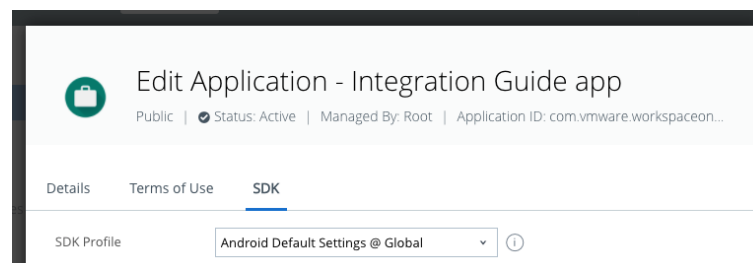 Edit Application - Integration Guide app
Public | Status: Active | Managed By: Root | Application ID: com.vmware.workspaceon...
Details Terms of Use SDK
SDK Profile Android Default Settings @ Global